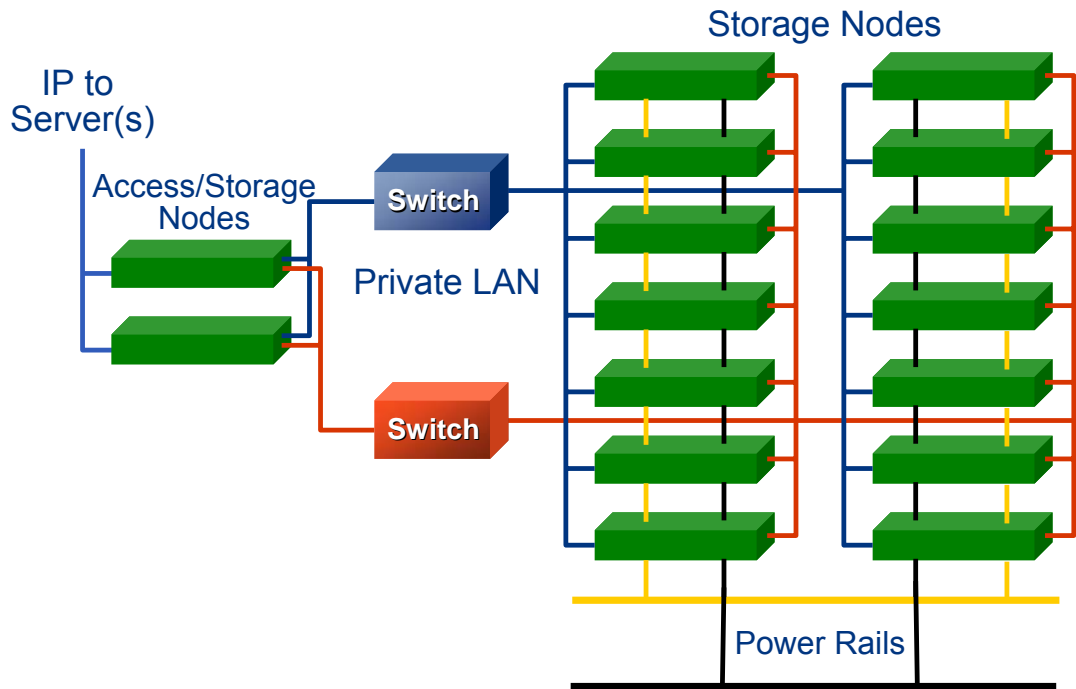 Storage Nodes
IP to
Server(s)
Access/Storage
Nodes
Switch
Private LAN
Switch
Power Rails